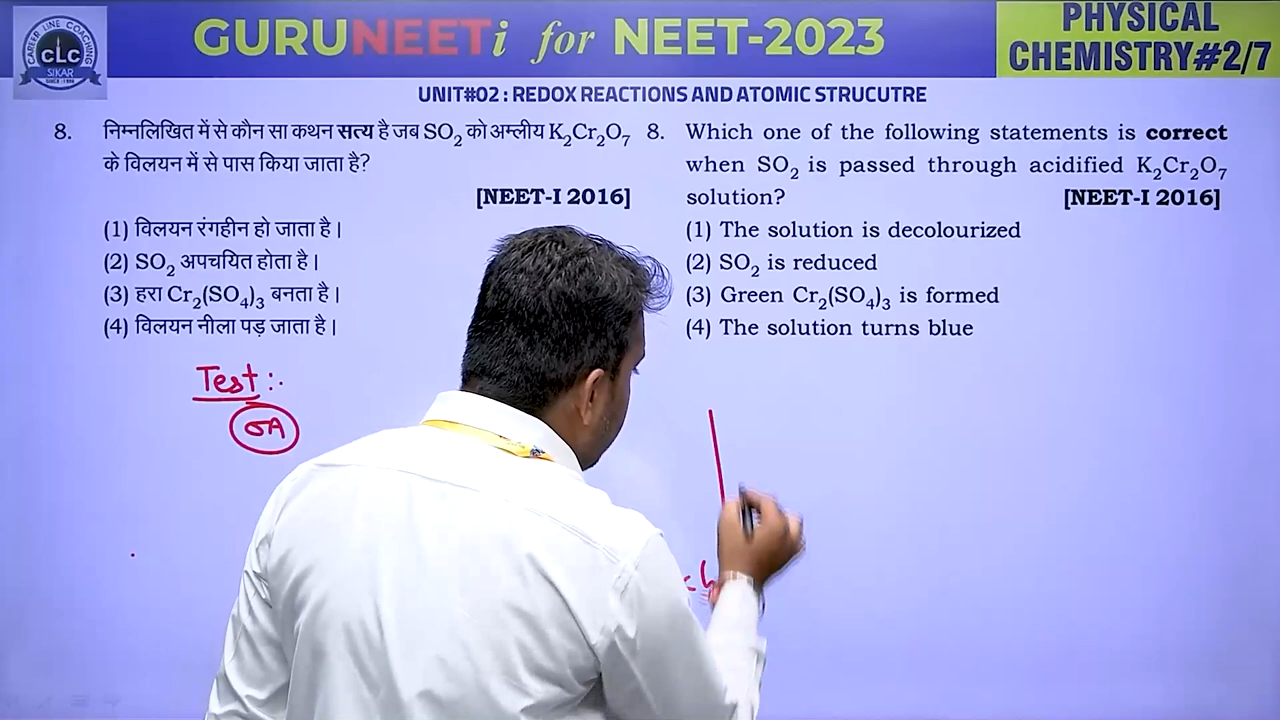 CAREER LINE COACHING
CLC
SIKAR
SINCE : 1996
GURUNEETi for NEET-2023
PHYSICAL
CHEMISTRY#2/7
UNIT#02 : REDOX REACTIONS AND ATOMIC STRUCUTRE
8. निम्नलिखित में से कौन सा कथन सत्य है जब SO₂ को अम्लीय K₂Cr₂O₇
के विलयन में से पास किया जाता है?
[NEET-I 2016]
(1) विलयन रंगहीन हो जाता है।
(2) SO₂ अपचयित होता है।
(3) हरा Cr₂(SO₄)₃ बनता है।
(4) विलयन नीला पड़ जाता है।
8. Which one of the following statements is correct
when SO₂ is passed through acidified K₂Cr₂O₇
solution? [NEET-I 2016]
(1) The solution is decolourized
(2) SO₂ is reduced
(3) Green Cr₂(SO₄)₃ is formed
(4) The solution turns blue
Test :.